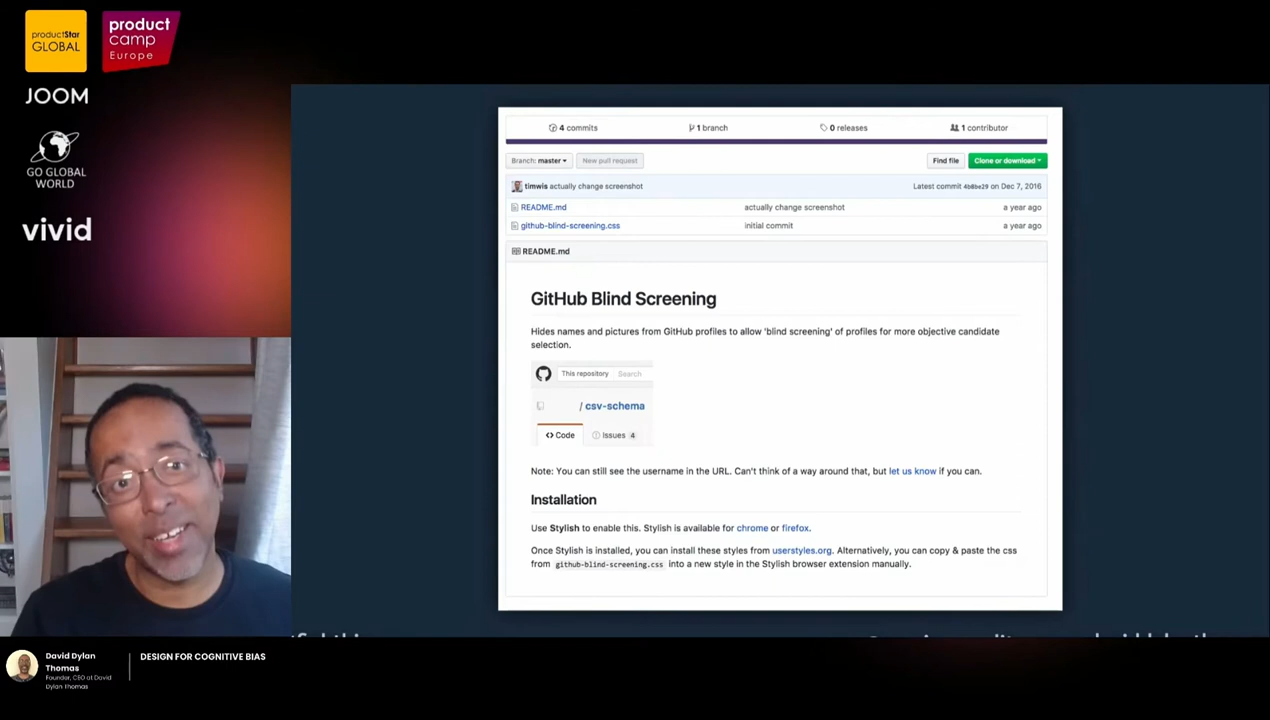 productStar
GLOBAL
product
camp
Europe
JOOM
GO GLOBAL
WORLD
vivid
4 commits
1 branch
0 releases
1 contributor
Branch: master
New pull request
Find file
Clone or download
timwis actually change screenshot
Latest commit 4b8be29 on Dec 7, 2016
README.md
actually change screenshot
a year ago
github-blind-screening.css
initial commit
a year ago
README.md
GitHub Blind Screening
Hides names and pictures from GitHub profiles to allow 'blind screening' of profiles for more objective candidate
selection.
This repository
Search
/ csv-schema
<> Code
Issues 4
Note: You can still see the username in the URL. Can't think of a way around that, but let us know if you can.
Installation
Use Stylish to enable this. Stylish is available for chrome or firefox.
Once Stylish is installed, you can install these styles from userstyles.org. Alternatively, you can copy & paste the css
from github-blind-screening.css into a new style in the Stylish browser extension manually.
David Dylan
Thomas
Founder, CEO at David
Dylan Thomas
DESIGN FOR COGNITIVE BIAS